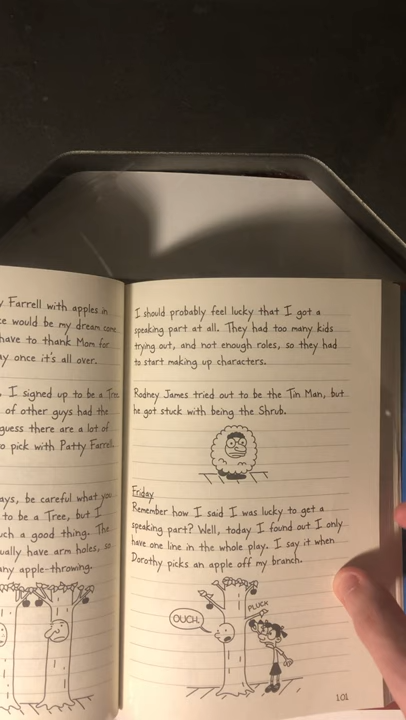 y Farrell with apples in
ce would be my dream come
have to thank Mom for
ay once it's all over.
I signed up to be a Tree
of other guys had the
guess there are a lot of
o pick with Patty Farrell.
ays, be careful what you
to be a Tree, but I
uch a good thing. The
ually have arm holes, so
any apple-throwing.
I should probably feel lucky that I got a
speaking part at all. They had too many kids
trying out, and not enough roles, so they had
to start making up characters.
Rodney James tried out to be the Tin Man, but
he got stuck with being the Shrub.
Friday
Remember how I said I was lucky to get a
speaking part? Well, today I found out I only
have one line in the whole play. I say it when
Dorothy picks an apple off my branch.
PLUCK
OUCH.
101